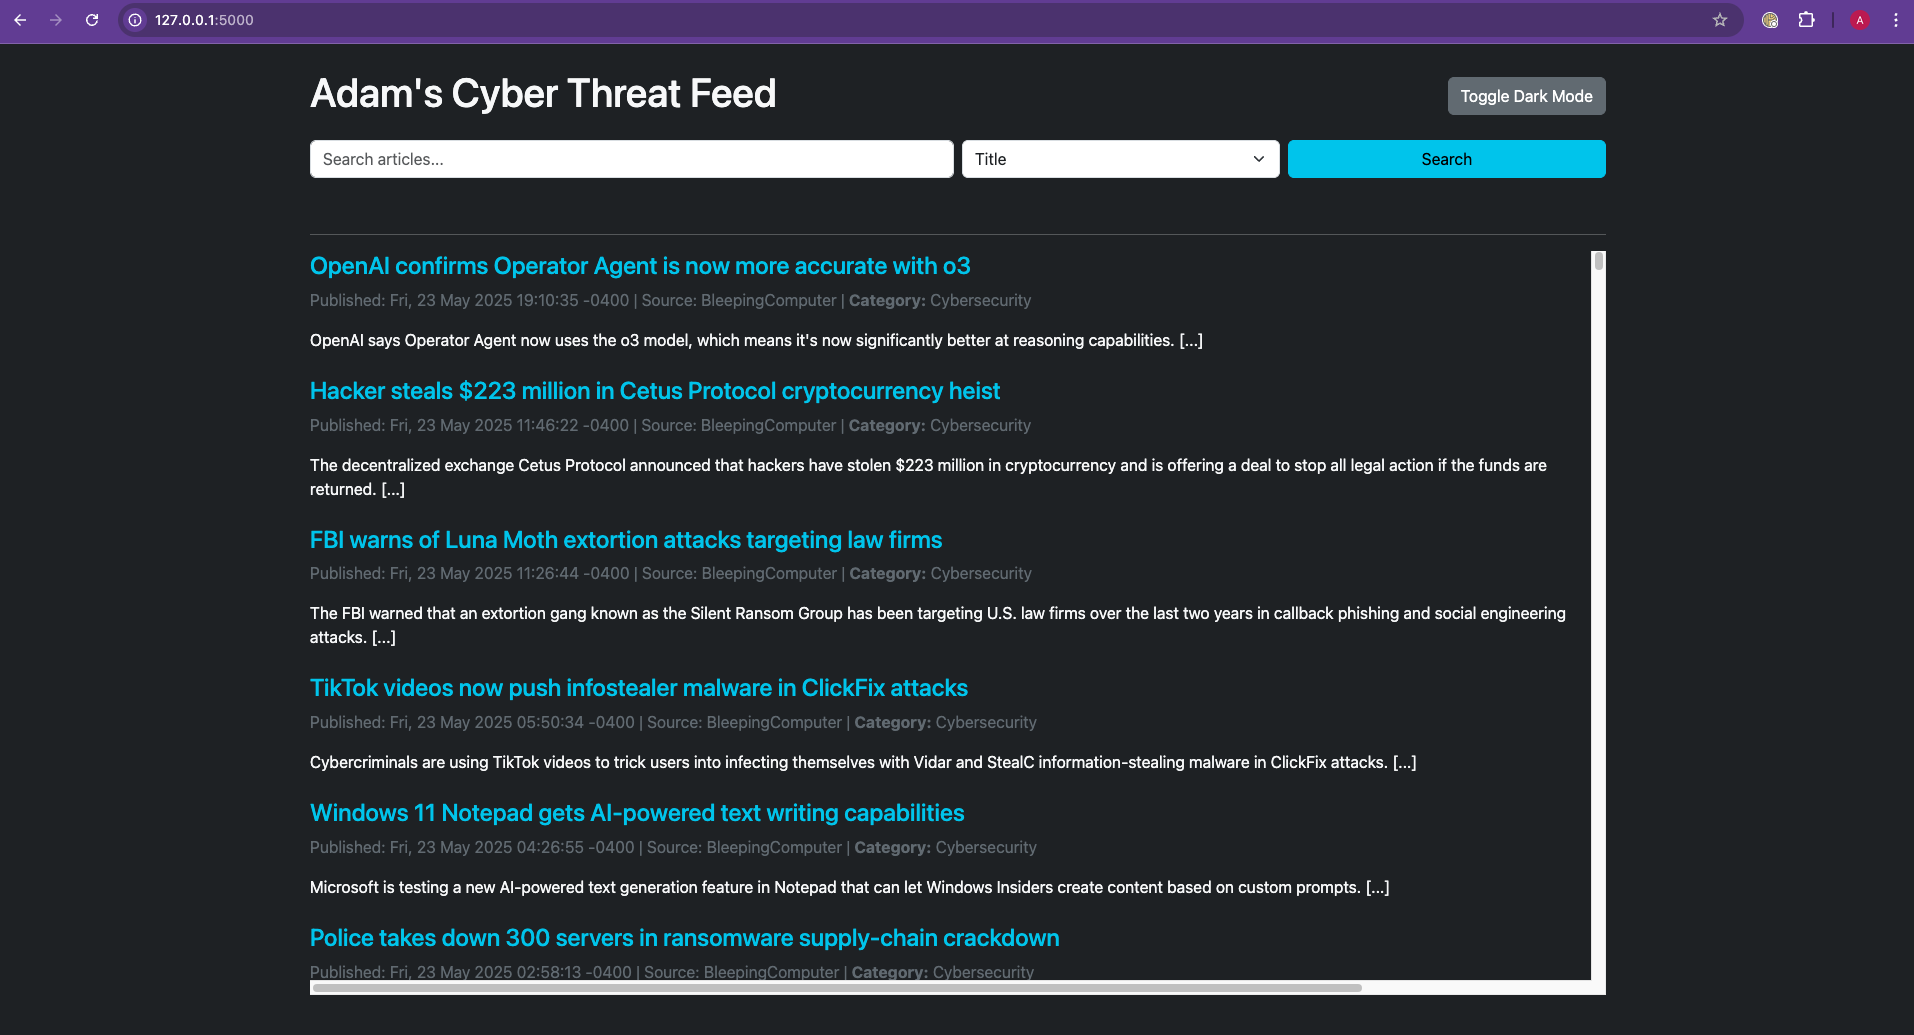 127.0.0.1:5000
A
Adam's Cyber Threat Feed
Toggle Dark Mode
Search articles...
Title
Search
OpenAI confirms Operator Agent is now more accurate with o3
Published: Fri, 23 May 2025 19:10:35 -0400 | Source: BleepingComputer | Category: Cybersecurity
OpenAI says Operator Agent now uses the o3 model, which means it's now significantly better at reasoning capabilities. [...]
Hacker steals $223 million in Cetus Protocol cryptocurrency heist
Published: Fri, 23 May 2025 11:46:22 -0400 | Source: BleepingComputer | Category: Cybersecurity
The decentralized exchange Cetus Protocol announced that hackers have stolen $223 million in cryptocurrency and is offering a deal to stop all legal action if the funds are
returned. [...]
FBI warns of Luna Moth extortion attacks targeting law firms
Published: Fri, 23 May 2025 11:26:44 -0400 | Source: BleepingComputer | Category: Cybersecurity
The FBI warned that an extortion gang known as the Silent Ransom Group has been targeting U.S. law firms over the last two years in callback phishing and social engineering
attacks. [...]
TikTok videos now push infostealer malware in ClickFix attacks
Published: Fri, 23 May 2025 05:50:34 -0400 | Source: BleepingComputer | Category: Cybersecurity
Cybercriminals are using TikTok videos to trick users into infecting themselves with Vidar and StealC information-stealing malware in ClickFix attacks. [...]
Windows 11 Notepad gets AI-powered text writing capabilities
Published: Fri, 23 May 2025 04:26:55 -0400 | Source: BleepingComputer | Category: Cybersecurity
Microsoft is testing a new AI-powered text generation feature in Notepad that can let Windows Insiders create content based on custom prompts. [...]
Police takes down 300 servers in ransomware supply-chain crackdown
Published: Fri, 23 May 2025 02:58:13 -0400 | Source: BleepingComputer | Category: Cybersecurity